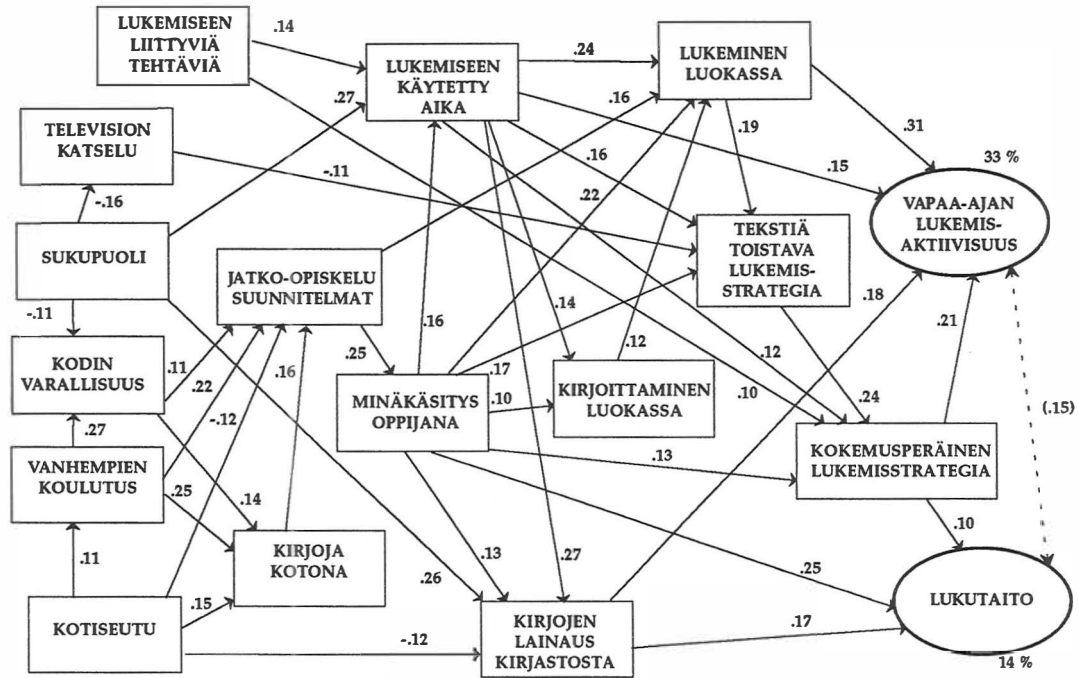 LUKEMISEEN
LIITTYVIÄ
TEHTÄVIÄ
.14
LUKEMISEEN
KÄYTETTY
AIKA
.24
LUKEMINEN
LUOKASSA
.27
.16
.19
.31
TELEVISION
KATSELU
-.11
.16
.15
33 %
-.16
.22
VAPAA-AJAN
LUKEMIS-
AKTIIVISUUS
SUKUPUOLI
TEKSTIÄ
TOISTAVA
LUKEMIS-
STRATEGIA
JATKO-OPISKELU
SUUNNITELMAT
-.11
.16
.14
.18
.21
KODIN
VARALLISUUS
.11
.25
.12
.12
.22
.16
.17
KIRJOITTAMINEN
LUOKASSA
MINÄKÄSITYS
OPPIJANA
.10
.10
.24
(.15)
-.12
.27
KOKEMUSPERÄINEN
LUKEMISSTRATEGIA
VANHEMPIEN
KOULUTUS
.13
.25
.14
.10
KIRJOJA
KOTONA
.11
.13
.27
.25
.26
.15
KOTISEUTU
LUKUTAITO
KIRJOJEN
LAINAUS
KIRJASTOSTA
-.12
.17
14 %